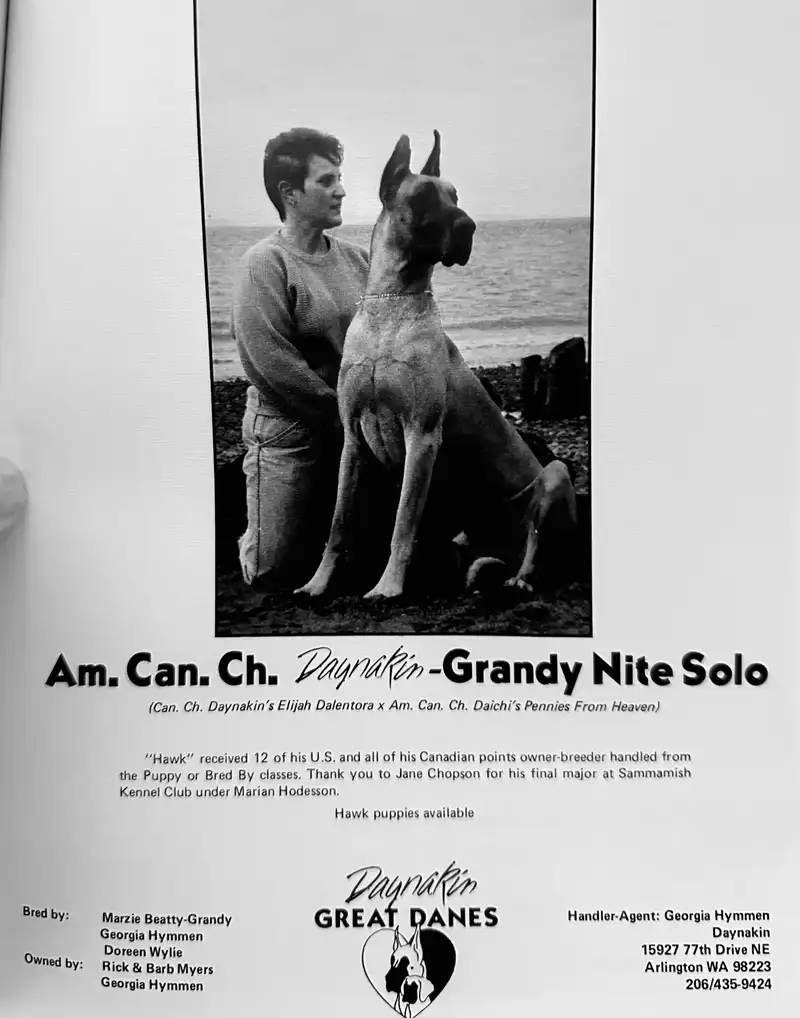 Am. Can. Ch. Daynakin-Grandy Nite Solo
(Can. Ch. Daynakin's Elijah Dalentora x Am. Can. Ch. Daichi's Pennies From Heaven)
"Hawk" received 12 of his U.S. and all of his Canadian points owner-breeder handled from
the Puppy or Bred By classes. Thank you to Jane Chopson for his final major at Sammamish
Kennel Club under Marian Hodesson.
Hawk puppies available
Daynakin
GREAT DANES
Bred by: Marzie Beatty-Grandy
Georgia Hymmen
Doreen Wylie
Owned by: Rick & Barb Myers
Georgia Hymmen
Handler-Agent: Georgia Hymmen
Daynakin
15927 77th Drive NE
Arlington WA 98223
206/435-9424